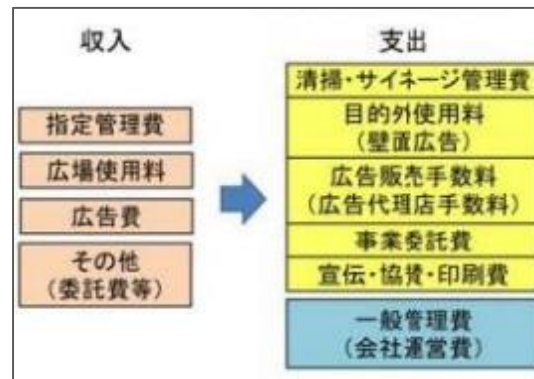 収入
指定管理費
広場使用料
広告費
その他
(委託費等)
支出
清掃・サイネージ管理費
目的外使用料
(壁面広告)
広告販売手数料
(広告代理店手数料)
事業委託費
宣伝・協賛・印刷費
一般管理費
(会社運営費)